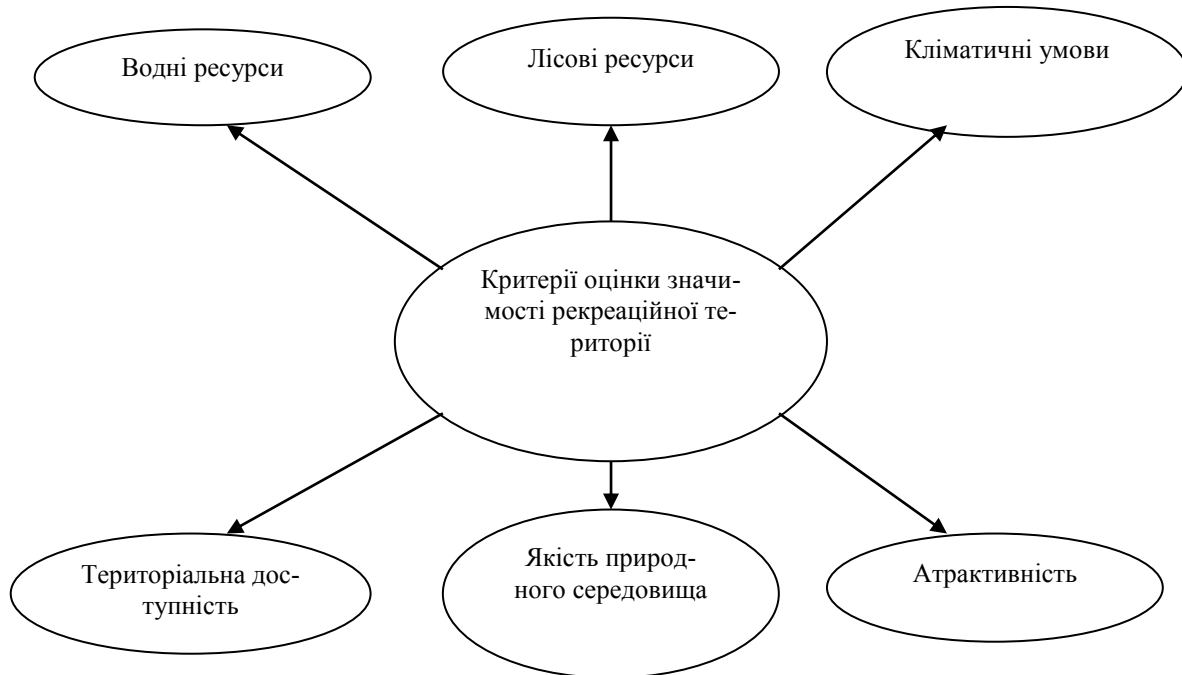 Водні ресурси
Лісові ресурси
Кліматичні умови
Критерії оцінки значи-
мості рекреаційної те-
риторії
Територіальна дос-
тупність
Якість природ-
ного середовища
Атрактивність